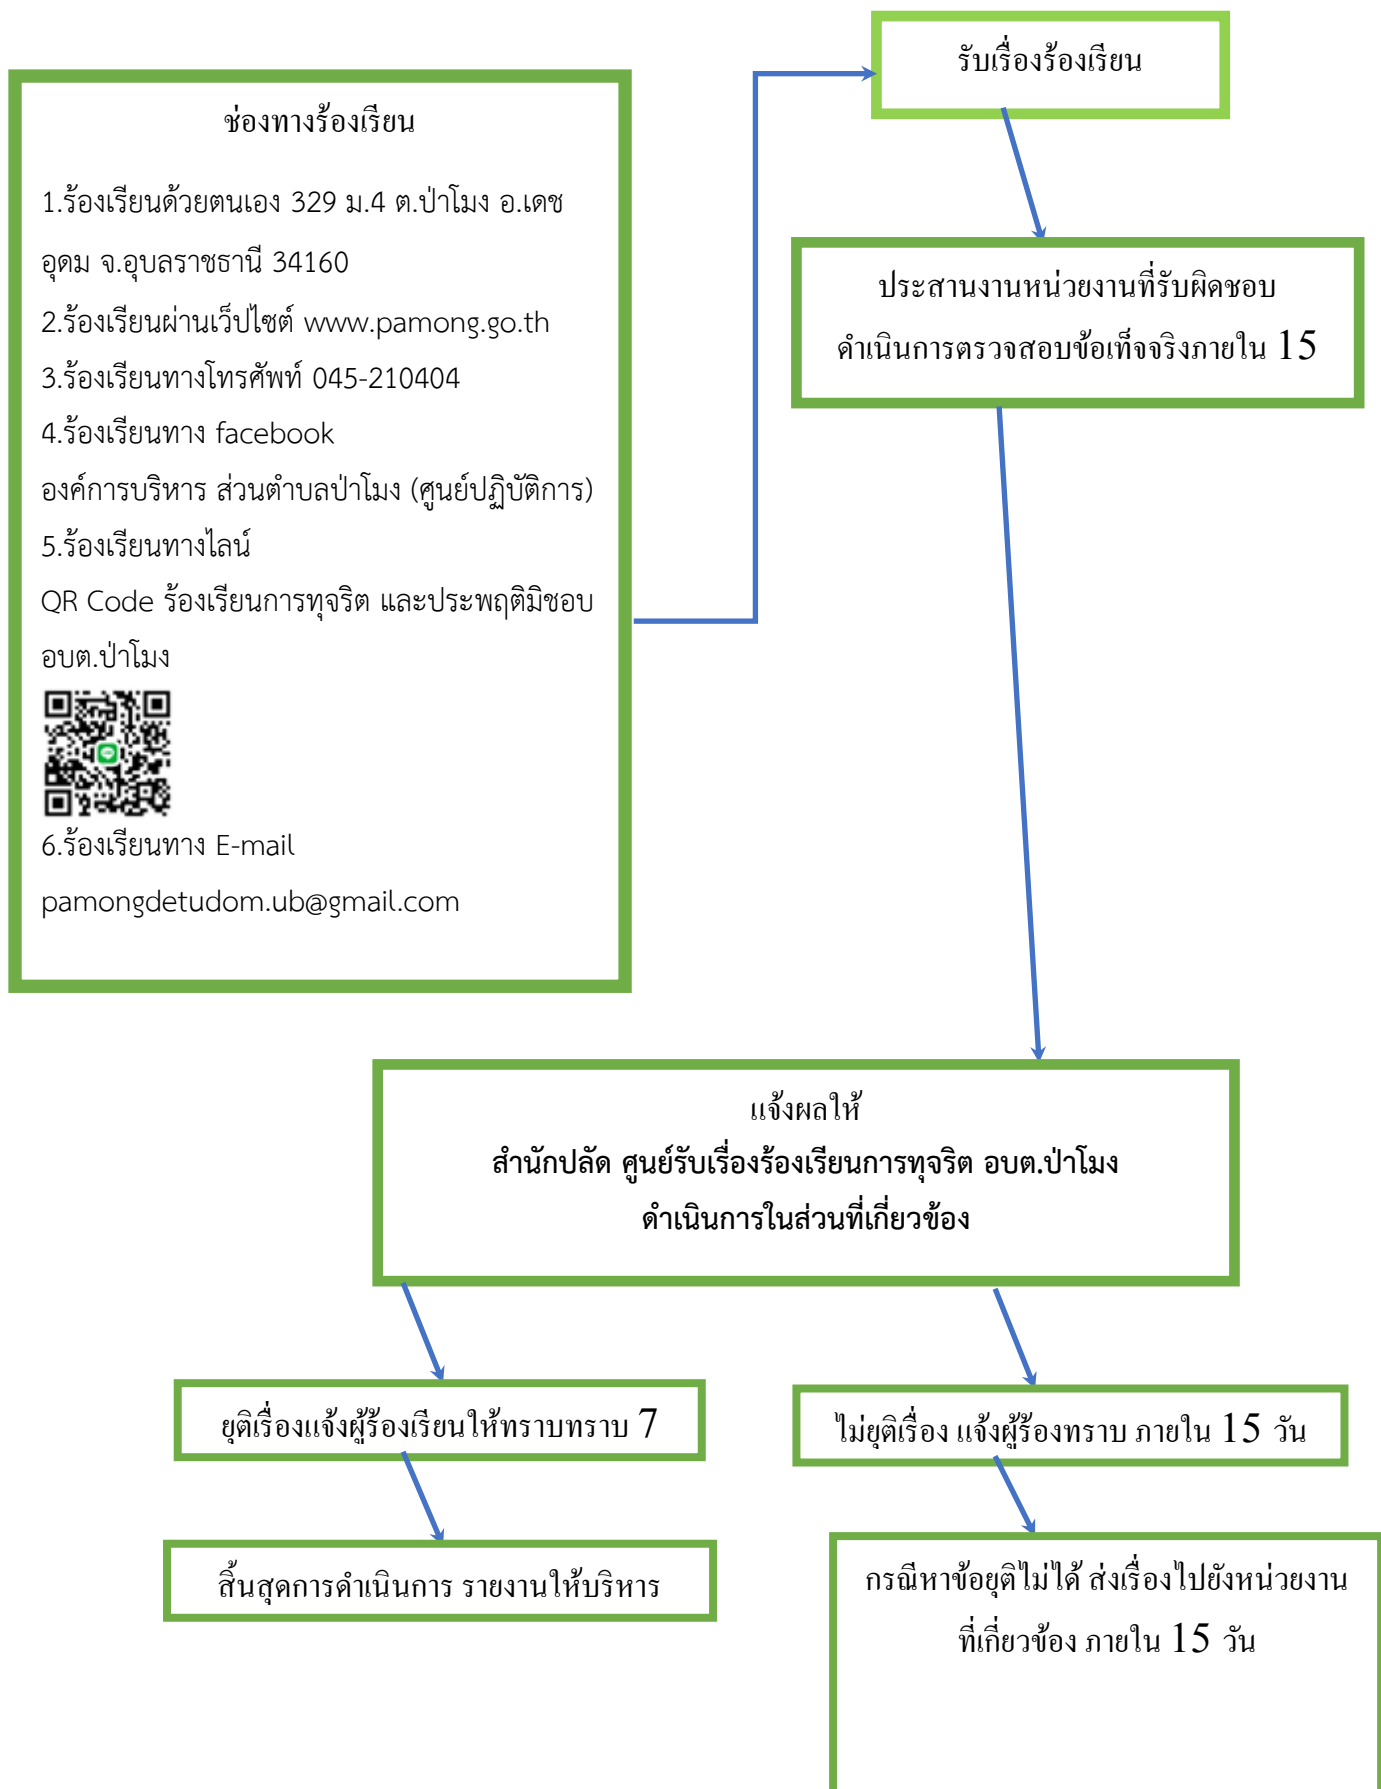 รับเรื่องร้องเรียน
ช่องทางร้องเรียน
1.ร้องเรียนด้วยตนเอง 329 ม.4 ต.ป่าโมง อ.เดช
อุดม จ.อุบลราชธานี 34160
2.ร้องเรียนผ่านเว็ปไซต์ www.pamong.go.th
3.ร้องเรียนทางโทรศัพท์ 045-210404
4.ร้องเรียนทาง facebook
องค์การบริหาร ส่วนตำบลป่าโมง (ศูนย์ปฏิบัติการ)
5.ร้องเรียนทางไลน์
QR Code ร้องเรียนการทุจริต และประพฤติมิชอบ
อบต.ป่าโมง
6.ร้องเรียนทาง E-mail
pamongdetudom.ub@gmail.com
ประสานงานหน่วยงานที่รับผิดชอบ
ดำเนินการตรวจสอบข้อเท็จจริงภายใน 15
แจ้งผลให้
สำนักปลัด ศูนย์รับเรื่องร้องเรียนการทุจริต อบต.ป่าโมง
ดำเนินการในส่วนที่เกี่ยวข้อง
ยุติเรื่องแจ้งผู้ร้องเรียนให้ทราบทราบ 7
ไม่ยุติเรื่อง แจ้งผู้ร้องทราบ ภายใน 15 วัน
สิ้นสุดการดำเนินการ รายงานให้บริหาร
กรณีหาข้อยุติไม่ได้ ส่งเรื่องไปยังหน่วยงาน
ที่เกี่ยวข้อง ภายใน 15 วัน